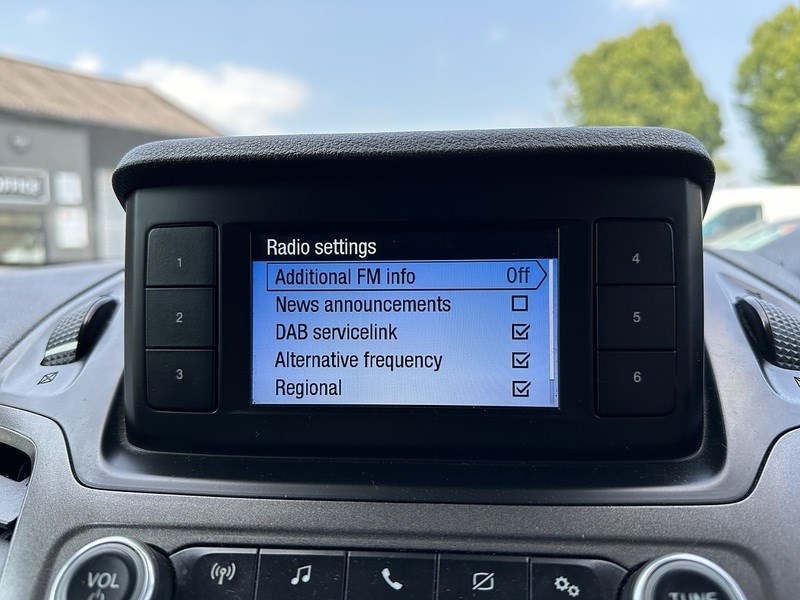 OFFICE
Radio settings
Additional FM info Off
News announcements
DAB servicelink
Alternative frequency
Regional
1
2
3
4
5
6
VOL
TUNE